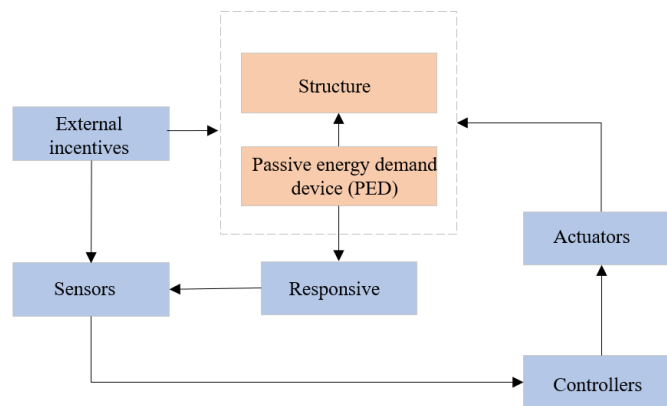 Structure
External
incentives
Passive energy demand
device (PED)
Actuators
Sensors
Responsive
Controllers